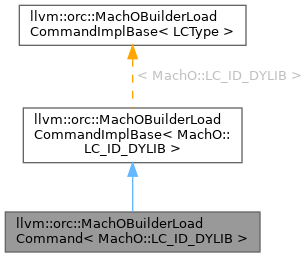 llvm::orc::MachOBuilderLoad
CommandImplBase< LCType >
< MachO::LC_ID_DYLIB >
llvm::orc::MachOBuilderLoad
CommandImplBase< MachO::
LC_ID_DYLIB >
llvm::orc::MachOBuilderLoad
Command< MachO::LC_ID_DYLIB >